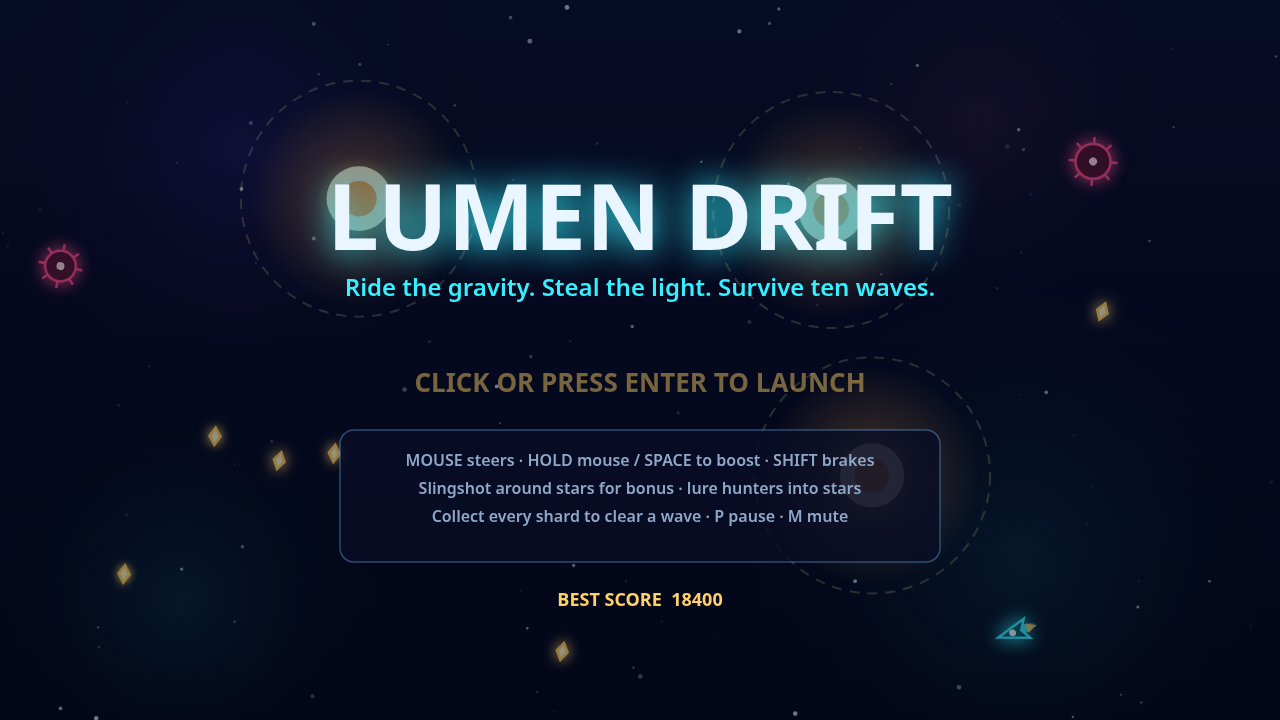 LUMEN DRIFT
Ride the gravity. Steal the light. Survive ten waves.
CLICK OR PRESS ENTER TO LAUNCH
MOUSE steers · HOLD mouse / SPACE to boost · SHIFT brakes
Slingshot around stars for bonus · lure hunters into stars
Collect every shard to clear a wave · P pause · M mute
BEST SCORE 18400